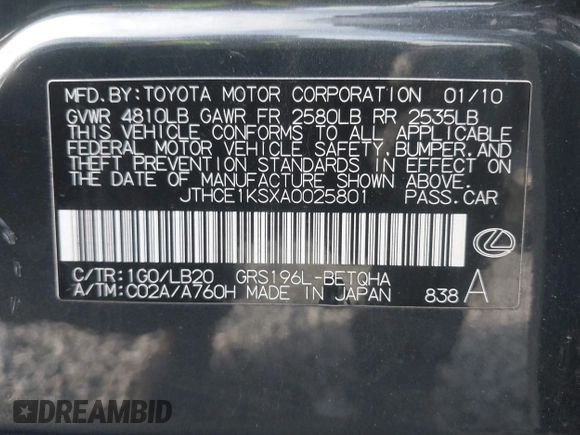 MFD.BY:TOYOTA MOTOR CORPORATION 01/10
GVWR 4810LB GAWR FR 2580LB RR 2535LB
THIS VEHICLE CONFORMS TO ALL APPLICABLE
FEDERAL MOTOR VEHICLE SAFETY,BUMPER,AND
THEFT PREVENTION STANDARDS IN EFFECT ON
THE DATE OF MANUFACTURE SHOWN ABOVE.
JTHCE1KSXA0025801 PASS.CAR
C/TR:1G0/LB20 GRS196L-BETQHA
A/TM:C02A/A760H MADE IN JAPAN 838 A
DREAMBID